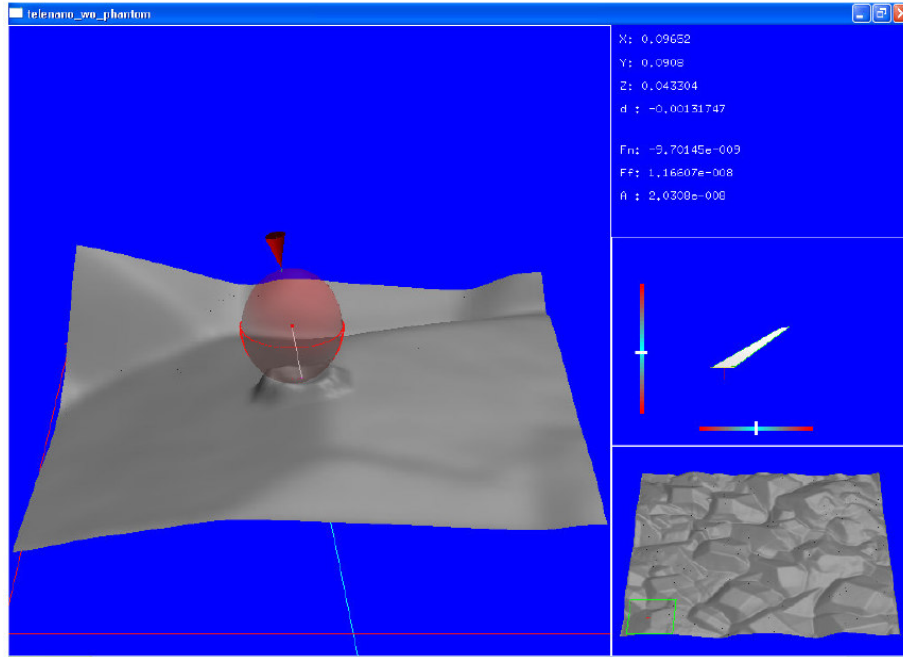 telenano_wo_phantom
X: 0.09652
Y: 0.0908
Z: 0.043304
d : -0.00131747
Fn: -9.70145e-009
Ff: 1.16607e-008
A : 2.0308e-008